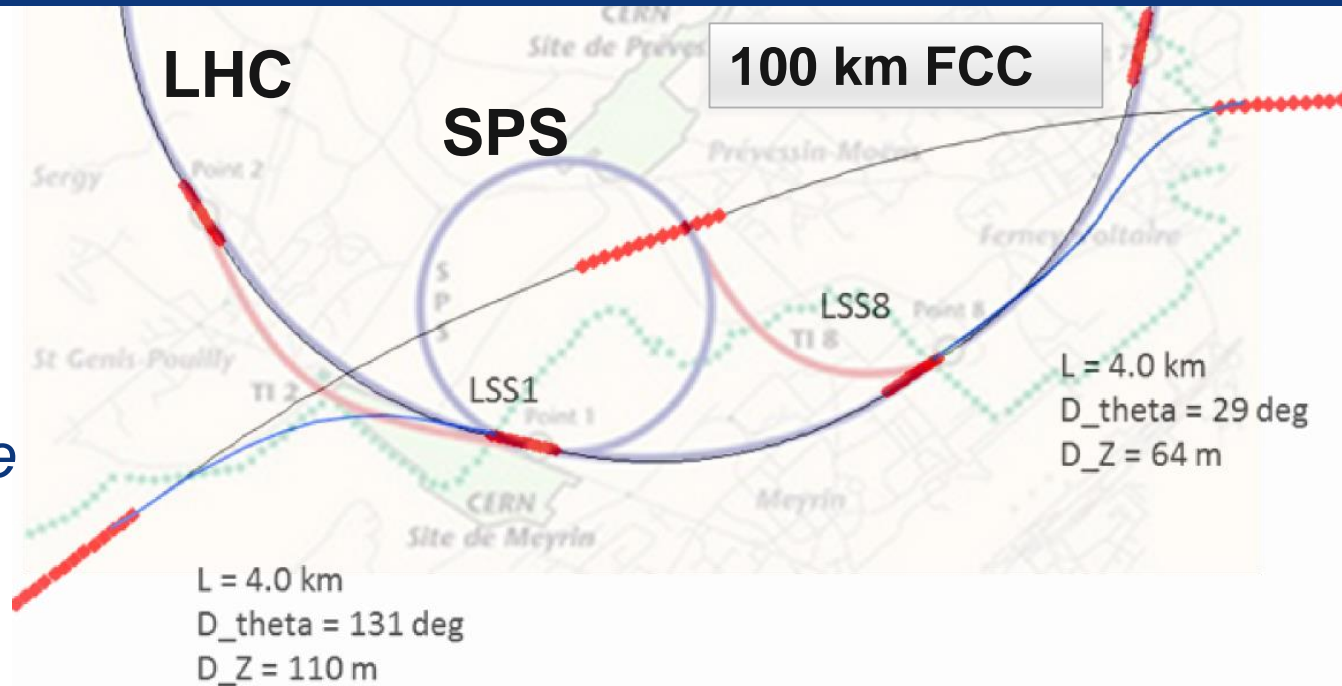 CERN
Site de Préves
LHC
100 km FCC
SPS
Point 2
Sergy
Prévessin-Moëns
Ferney-Voltaire
S
P
S
LSS8
Point 8
TI 8
St Genis-Pouilly
TI 2
LSS1
Point 1
L = 4.0 km
D_theta = 29 deg
D_Z = 64 m
e
CERN
Site de Meyrin
Meyrin
L = 4.0 km
D_theta = 131 deg
D_Z = 110 m